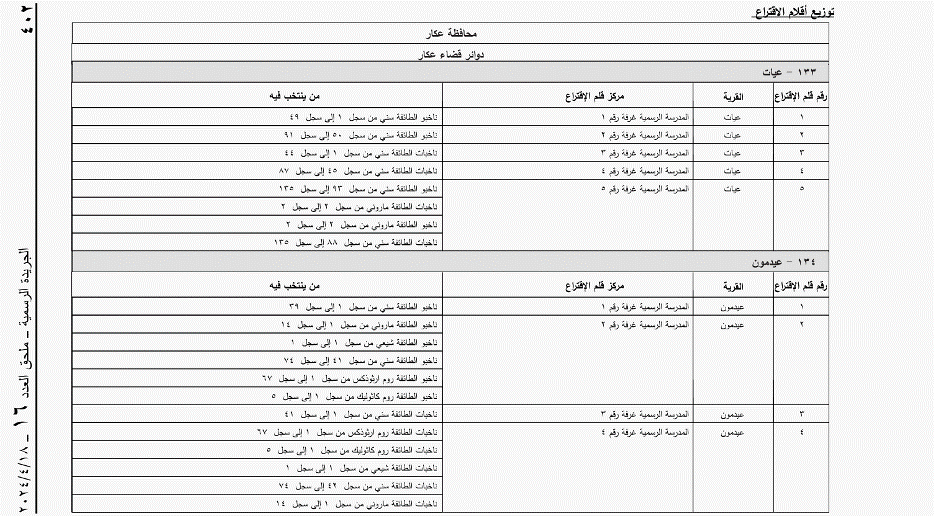 توزيع أقلام الاقتراع
محافظة عكار
دوائر قضاء عكار
١٣٣ - عيات
رقم قلم الإقتراع القرية مركز قلم الإقتراع من ينتخب فيه
١ عيات المدرسة الرسمية غرفة رقم ١ ناخبو الطائفة سني من سجل ١ إلى سجل ٤٩
٢ عيات المدرسة الرسمية غرفة رقم ٢ ناخبو الطائفة سني من سجل ٥٠ إلى سجل ٩١
٣ عيات المدرسة الرسمية غرفة رقم ٣ ناخبات الطائفة سني من سجل ١ إلى سجل ٤٤
٤ عيات المدرسة الرسمية غرفة رقم ٤ ناخبات الطائفة سني من سجل ٤٥ إلى سجل ٨٧
٥ عيات المدرسة الرسمية غرفة رقم ٥ ناخبو الطائفة سني من سجل ٩٣ إلى سجل ١٣٥
ناخبات الطائفة ماروني من سجل ٢ إلى سجل ٢
ناخبو الطائفة ماروني من سجل ٢ إلى سجل ٢
ناخبات الطائفة سني من سجل ٨٨ إلى سجل ١٣٥
١٣٤ - عيدمون
رقم قلم الإقتراع القرية مركز قلم الإقتراع من ينتخب فيه
١ عيدمون المدرسة الرسمية غرفة رقم ١ ناخبو الطائفة سني من سجل ١ إلى سجل ٣٩
٢ عيدمون المدرسة الرسمية غرفة رقم ٢ ناخبو الطائفة ماروني من سجل ١ إلى سجل ١٤
ناخبو الطائفة شيعي من سجل ١ إلى سجل ١
ناخبو الطائفة سني من سجل ٤١ إلى سجل ٧٤
ناخبو الطائفة روم ارثوذكس من سجل ١ إلى سجل ٦٧
ناخبو الطائفة روم كاثوليك من سجل ١ إلى سجل ٥
٣ عيدمون المدرسة الرسمية غرفة رقم ٣ ناخبات الطائفة سني من سجل ١ إلى سجل ٤١
٤ عيدمون المدرسة الرسمية غرفة رقم ٤ ناخبات الطائفة روم ارثوذكس من سجل ١ إلى سجل ٦٧
ناخبات الطائفة روم كاثوليك من سجل ١ إلى سجل ٥
ناخبات الطائفة شيعي من سجل ١ إلى سجل ١
ناخبات الطائفة سني من سجل ٤٢ إلى سجل ٧٤
ناخبات الطائفة ماروني من سجل ١ إلى سجل ١٤
٤٠٢
الجريدة الرسمية ـ ملحق العدد ١٦ ـ ٢٠٢٤/٤/١٨